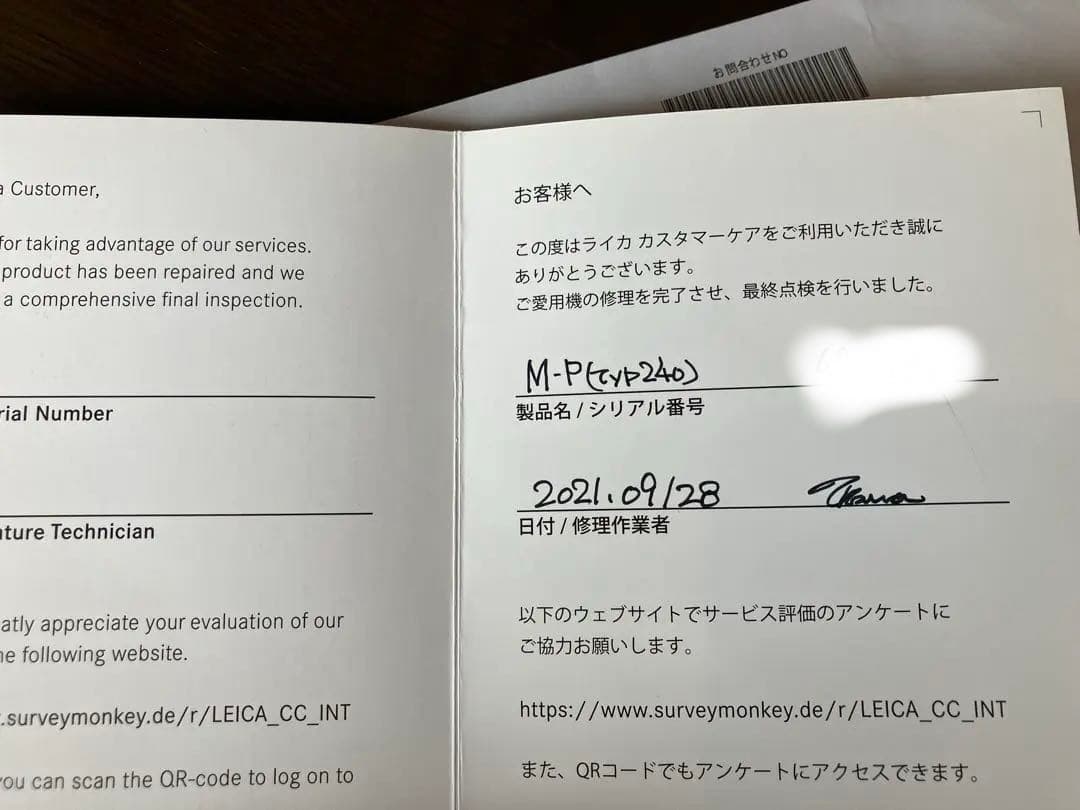 お問合わせNO
a Customer,
for taking advantage of our services.
product has been repaired and we
a comprehensive final inspection.
rial Number
ature Technician
atly appreciate your evaluation of our
he following website.
.surveymonkey.de/r/LEICA_CC_INT
you can scan the QR-code to log on to
お客様へ
この度はライカ カスタマーケアをご利用いただき誠に
ありがとうございます。
ご愛用機の修理を完了させ、最終点検を行いました。
M-P(typ240)
製品名 / シリアル番号
2021.09/28
日付 / 修理作業者
以下のウェブサイトでサービス評価のアンケートに
ご協力お願いします。
https://www.surveymonkey.de/r/LEICA_CC_INT
また、QRコードでもアンケートにアクセスできます。